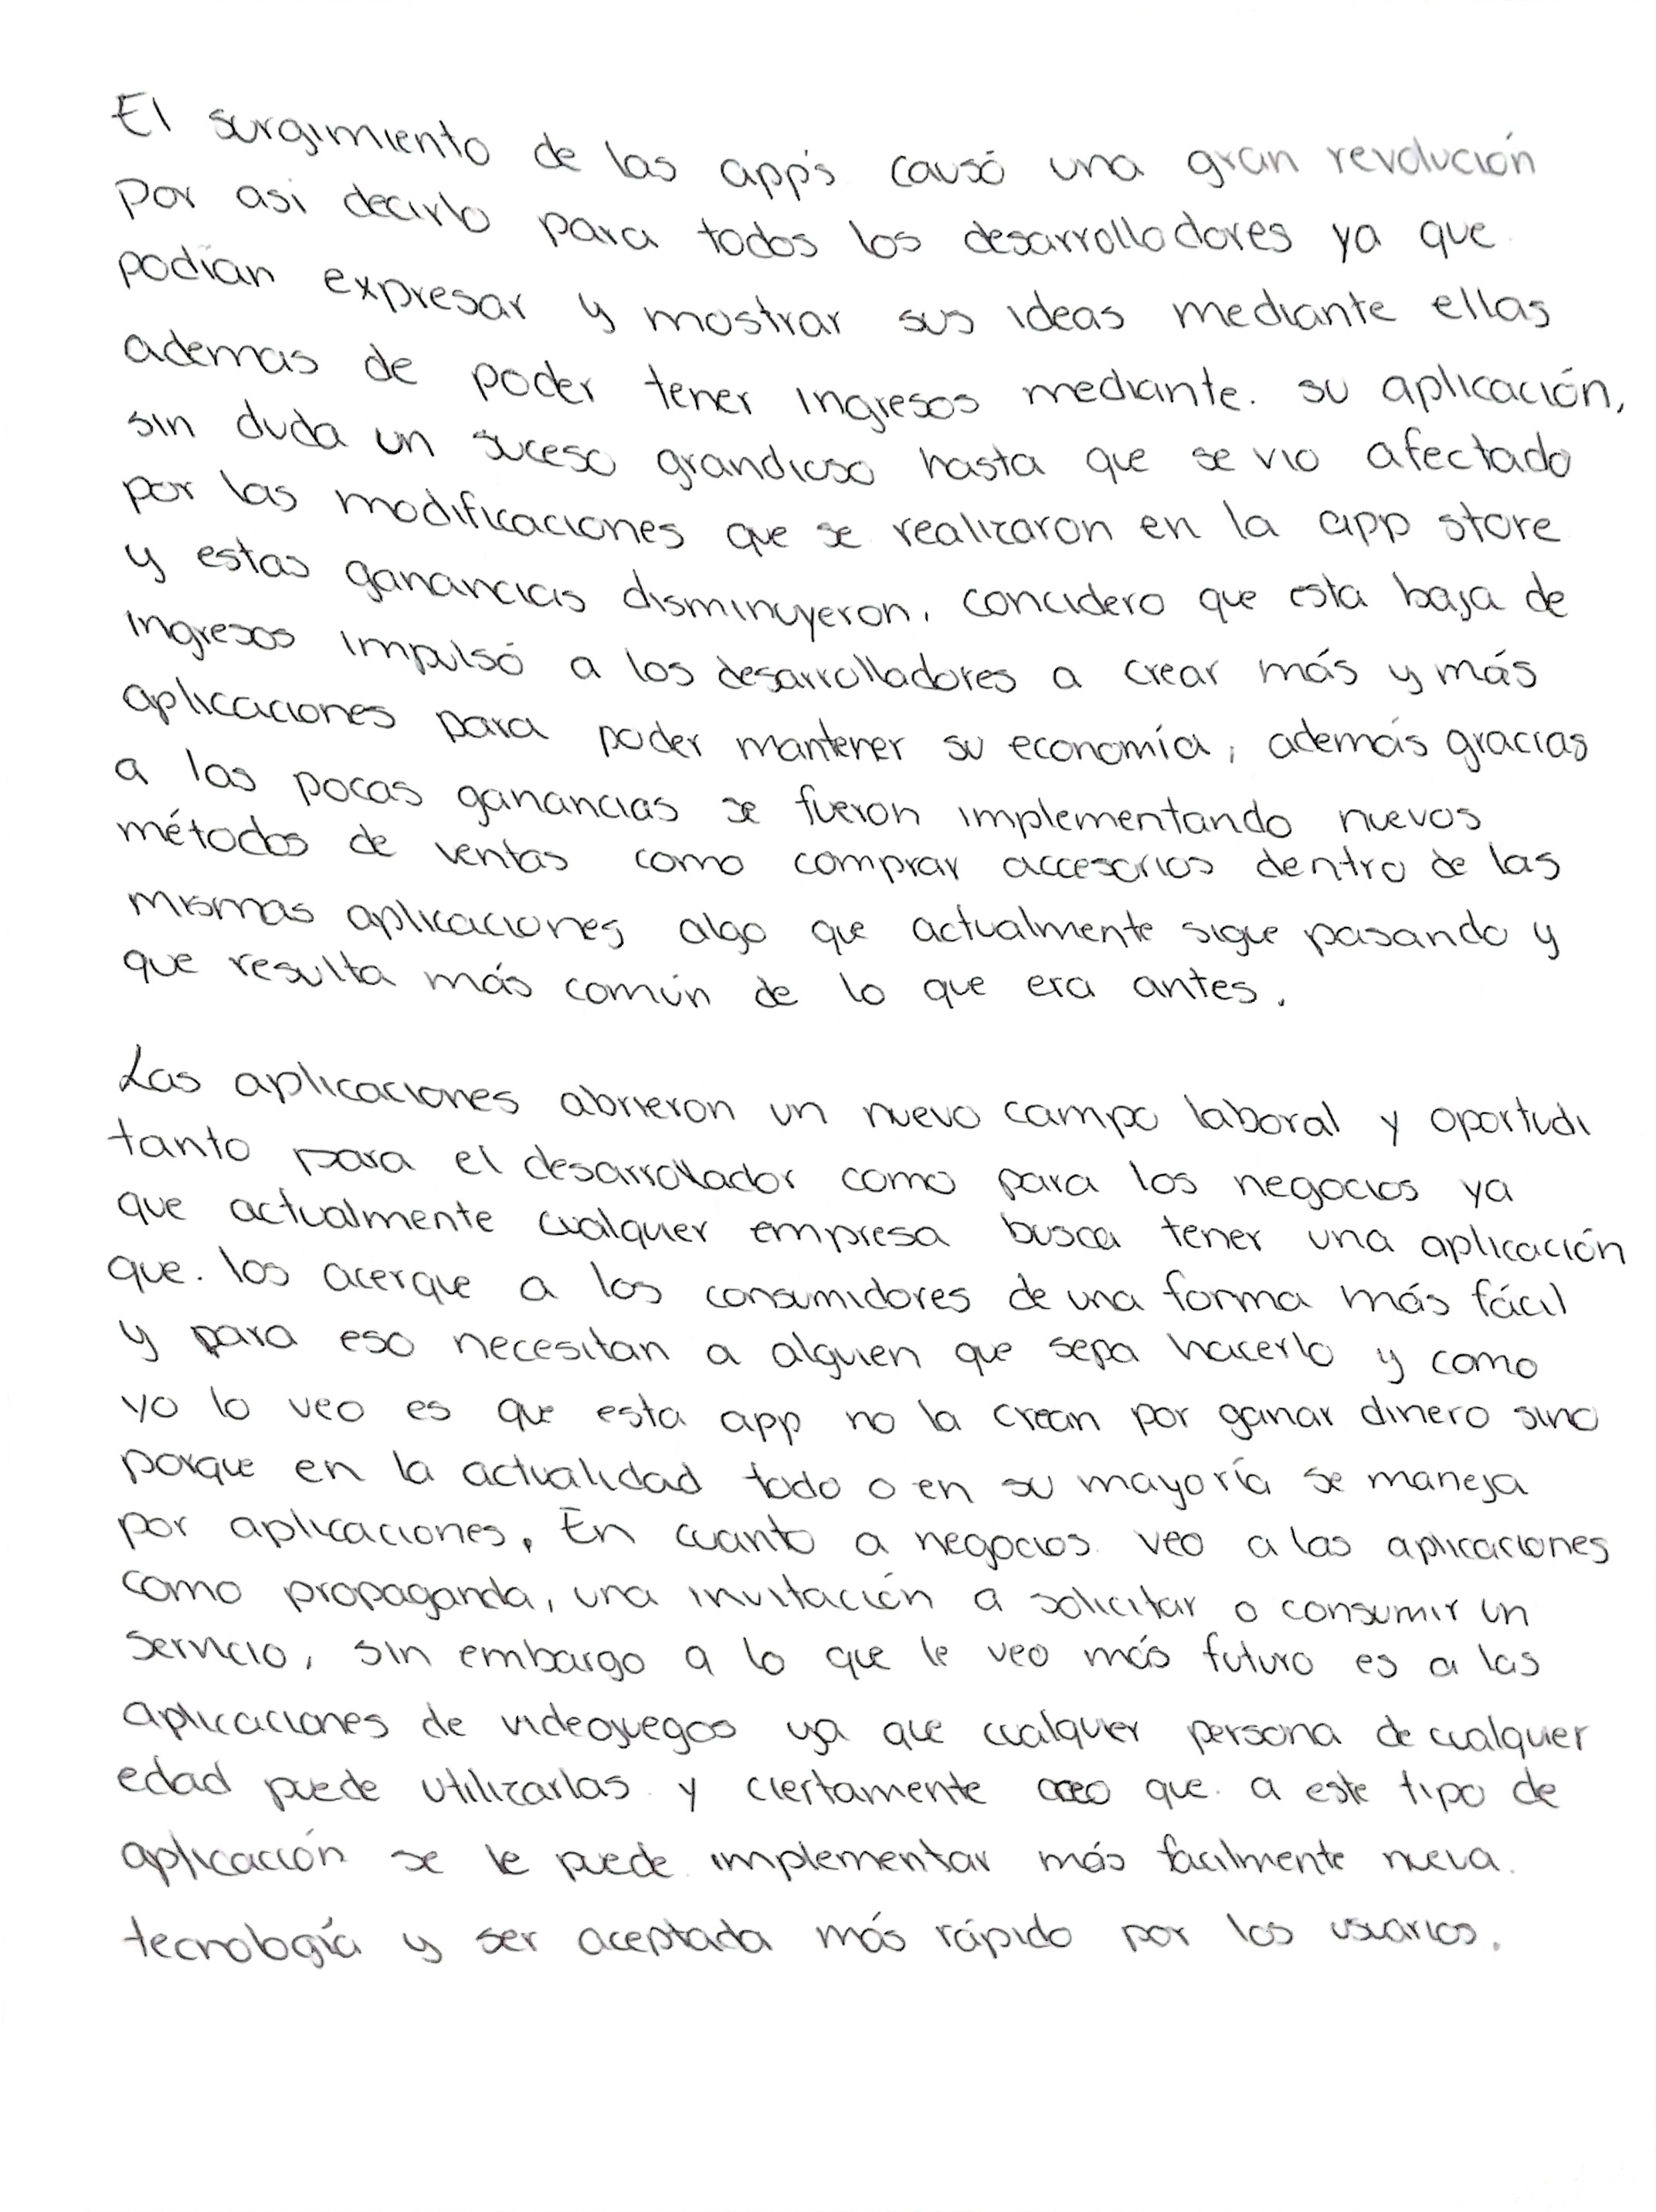 El surgimiento de las app's causó una gran revolución
por asi decirlo para todos los desarrolladores ya que
podían expresar y mostrar sus ideas mediante ellas
ademas de poder tener ingresos mediante. su aplicación,
sin duda un suceso grandioso hasta que se vio afectado
por las modificaciones que se realizaron en la app store
y estas ganancias disminuyeron, concidero que esta baja de
ingresos impulsó a los desarrolladores a crear más y más
aplicaciones para poder mantener su economía, además gracias
a las pocas ganancias se fueron implementando nuevos
métodos de ventas como comprar accesorios dentro de las
mismas aplicaciones algo que actualmente sigue pasando y
que resulta más común de lo que era antes.
Las aplicaciones abrieron un nuevo campo laboral y oportudi
tanto para el desarrollador como para los negocios ya
que actualmente cualquier empresa busca tener una aplicación
que. los acerque a los consumidores de una forma más fácil
y para eso necesitan a alguien que sepa hacerlo y como
yo lo veo es que esta app no la crean por ganar dinero sino
porque en la actualidad todo o en su mayoría se maneja
por aplicaciones. En cuanto a negocios veo a las aplicaciones
como propaganda, una invitación a solicitar o consumir un
servicio, sin embargo a lo que le veo más futuro es a las
aplicaciones de videojuegos ya que cualquier persona de cualquier
edad puede utilizarlas y ciertamente creo que a este tipo de
aplicación se le puede implementar más facilmente nueva
tecnología y ser aceptada más rápido por los usuarios.